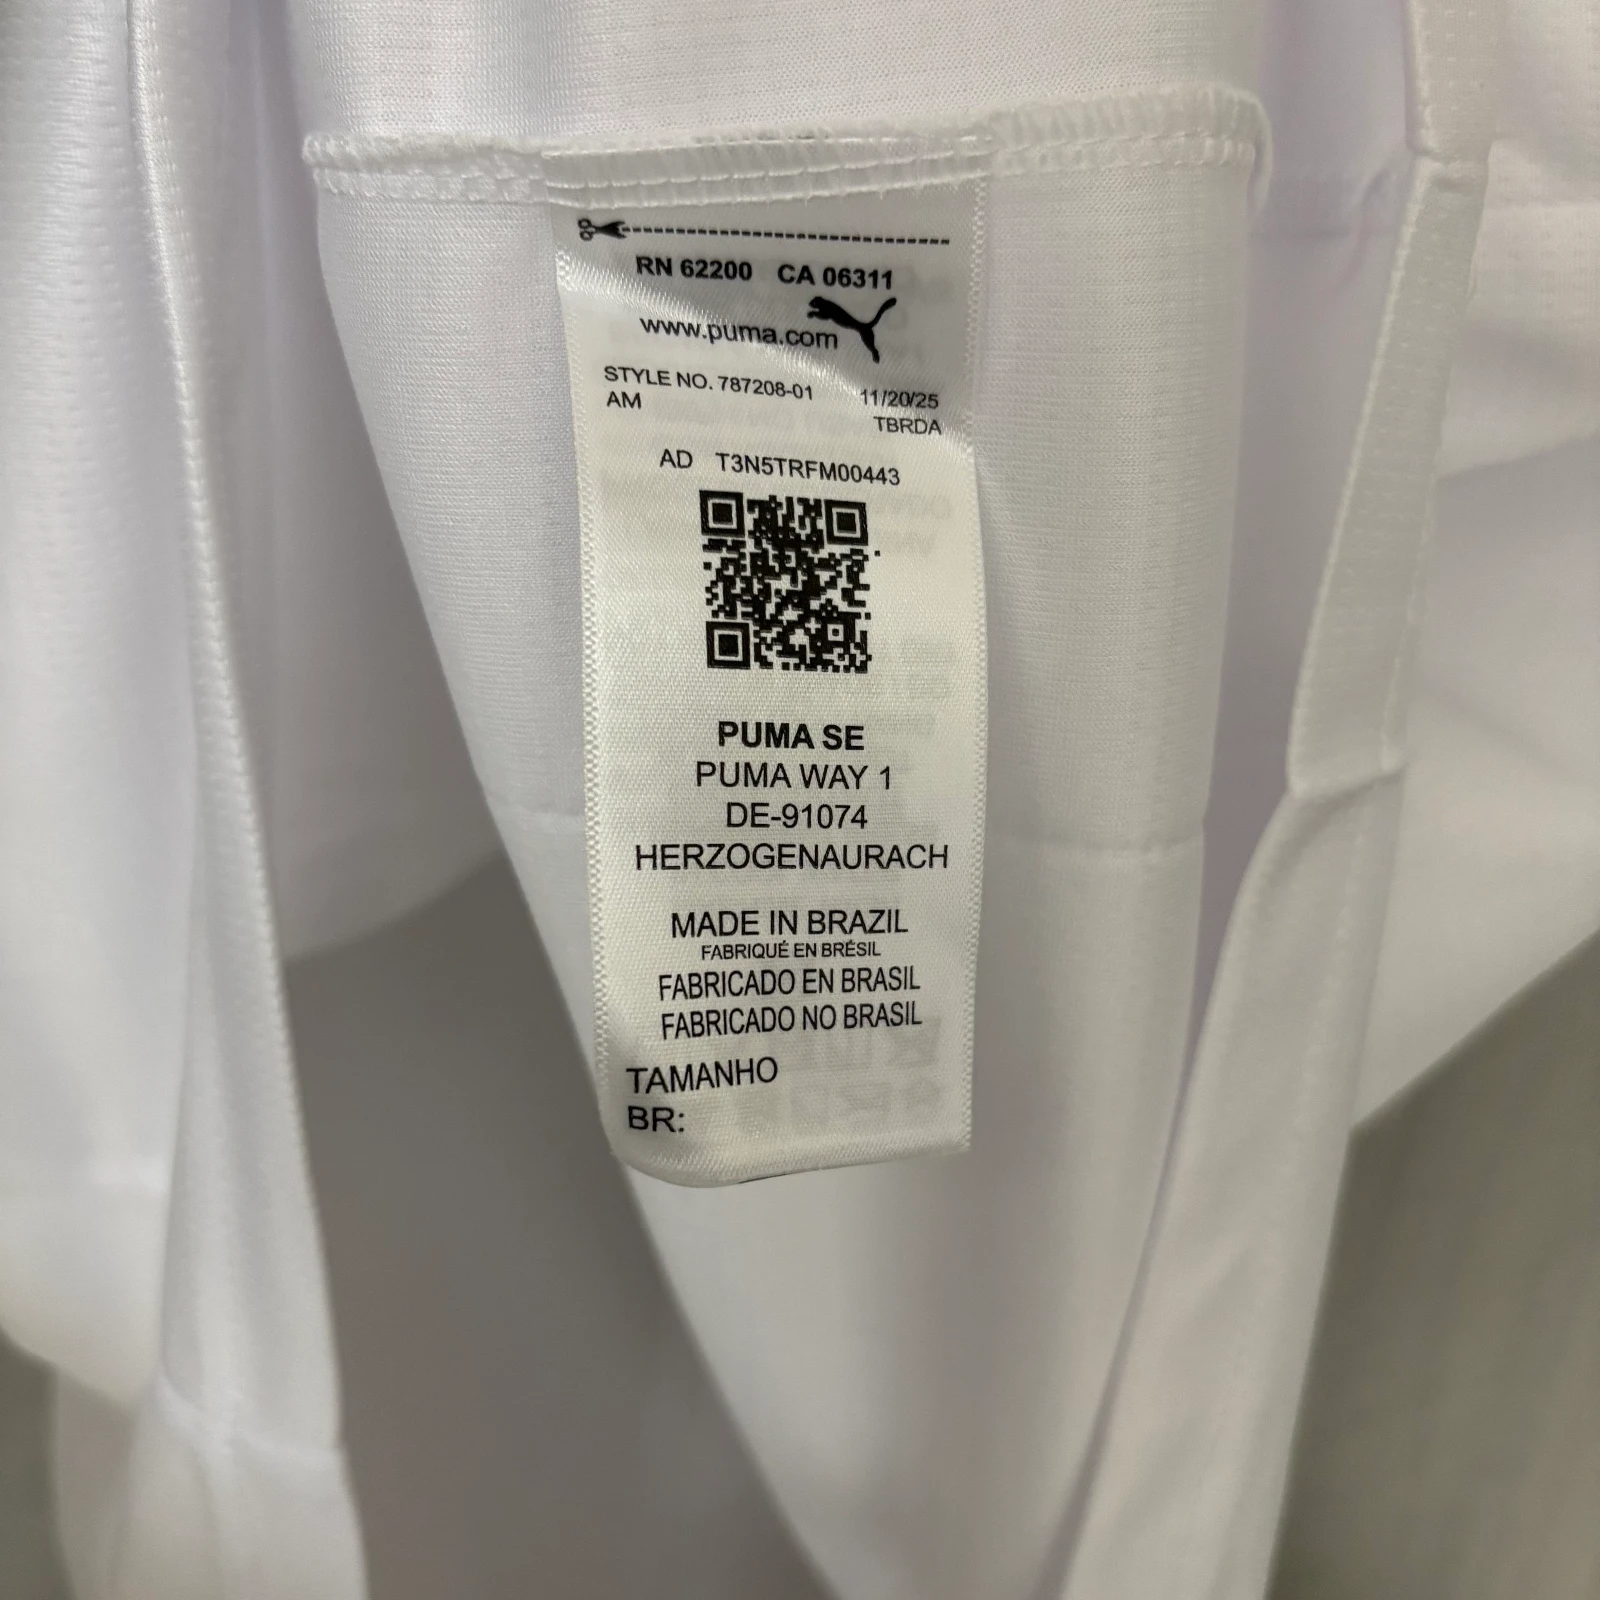 RN 62200 CA 06311
www.puma.com
STYLE NO. 787208-01 11/20/25
AM TBRDA
AD T3N5TRFM00443
PUMA SE
PUMA WAY 1
DE-91074
HERZOGENAURACH
MADE IN BRAZIL
FABRIQUÉ EN BRÉSIL
FABRICADO EN BRASIL
FABRICADO NO BRASIL
TAMANHO
BR: